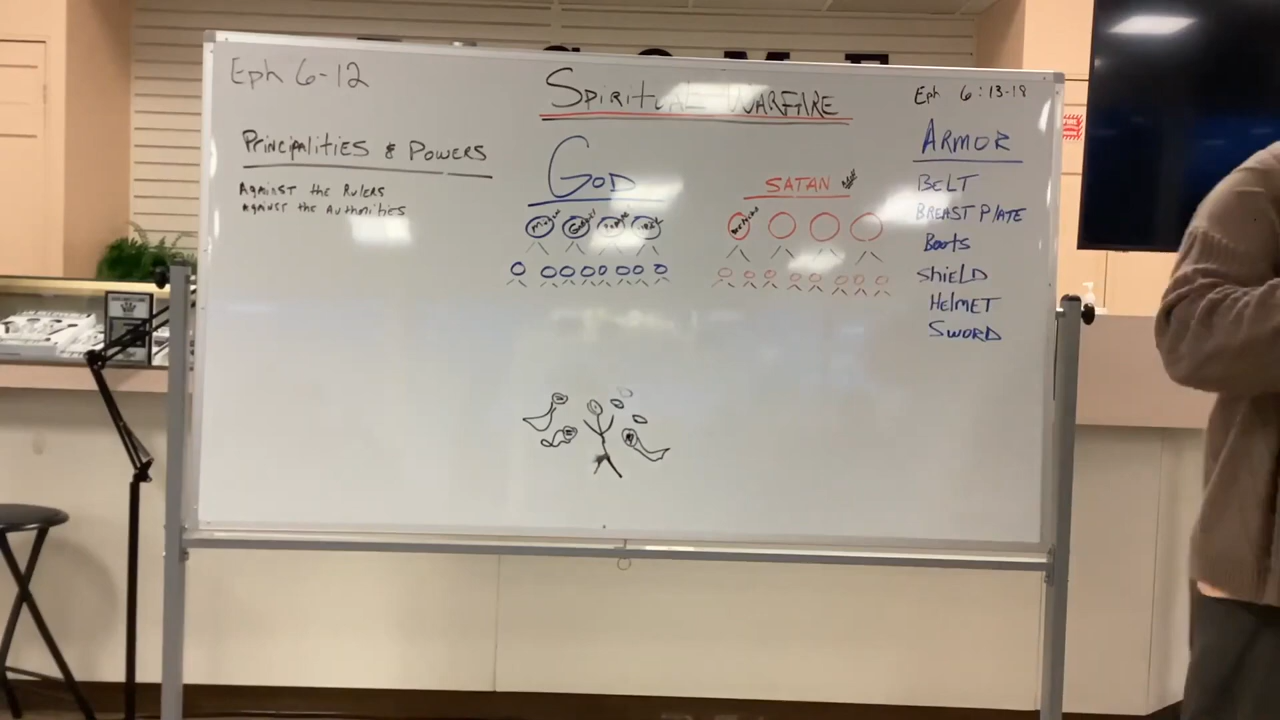 Eph 6-12
Principalities & Powers
Against the Rulers
Against the Authorities
Spiritual Warfire
God
Satan
Eph 6:13-18
Armor
Belt
Breast Plate
Boots
Shield
Helmet
Sword